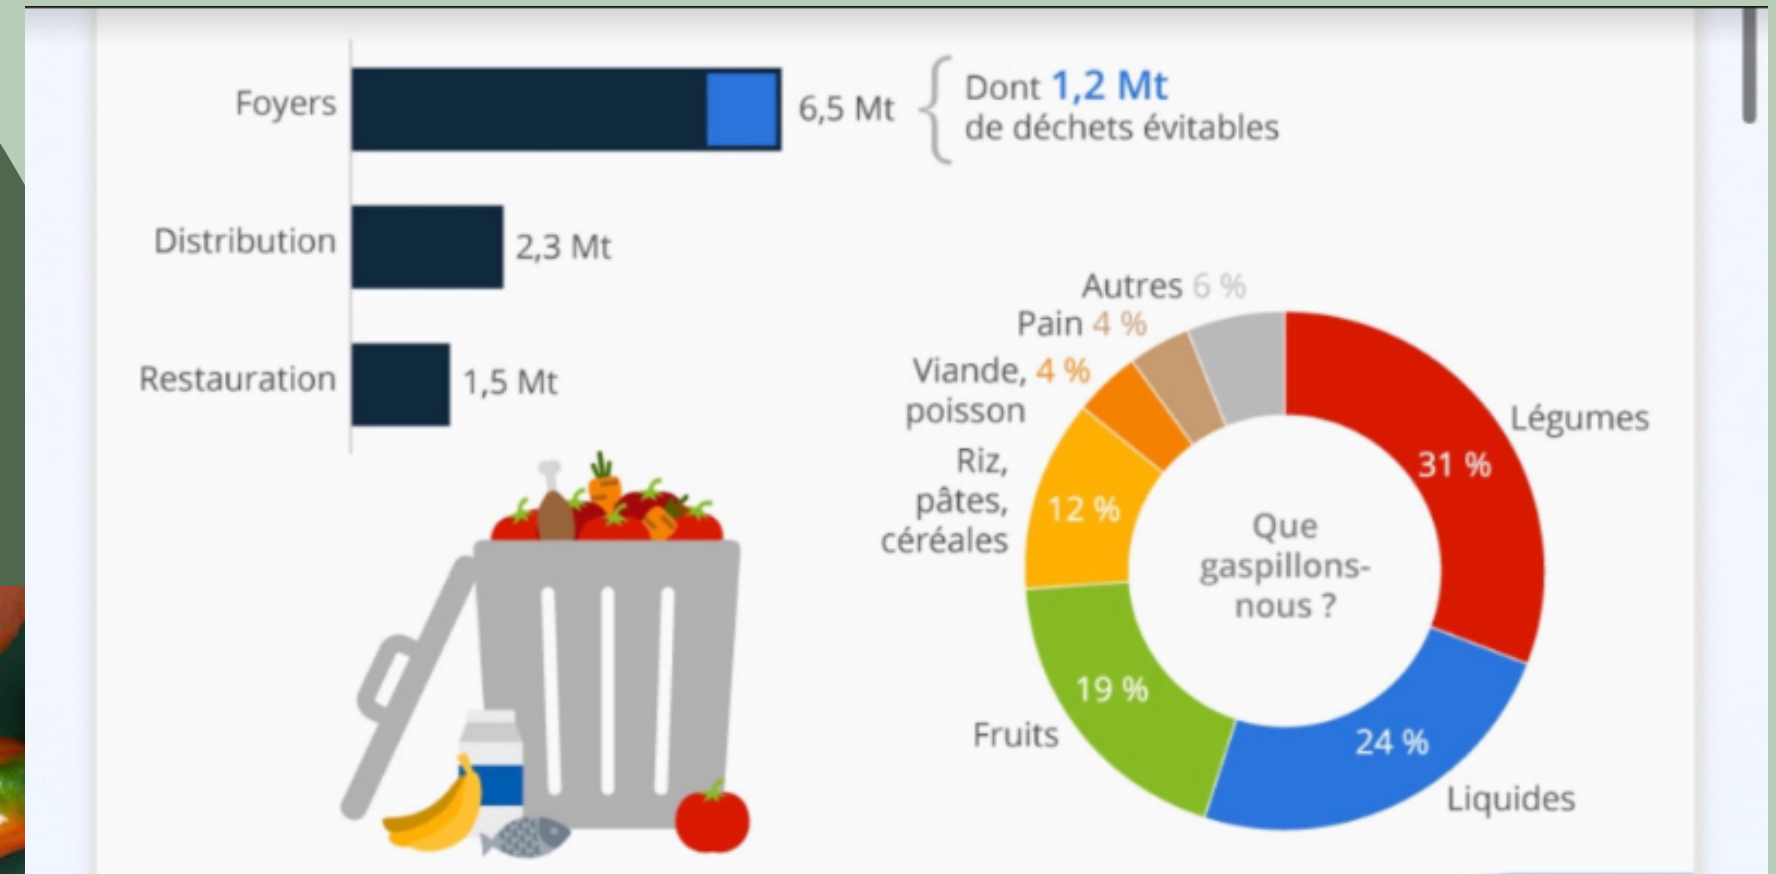 Foyers
6,5 Mt
Dont 1,2 Mt
de déchets évitables
Distribution
2,3 Mt
Restauration
1,5 Mt
Autres 6 %
Pain 4 %
Viande, 4 %
poisson
Riz,
pâtes,
céréales
12 %
Légumes
31 %
Que
gaspillons-
nous ?
Fruits
19 %
24 %
Liquides